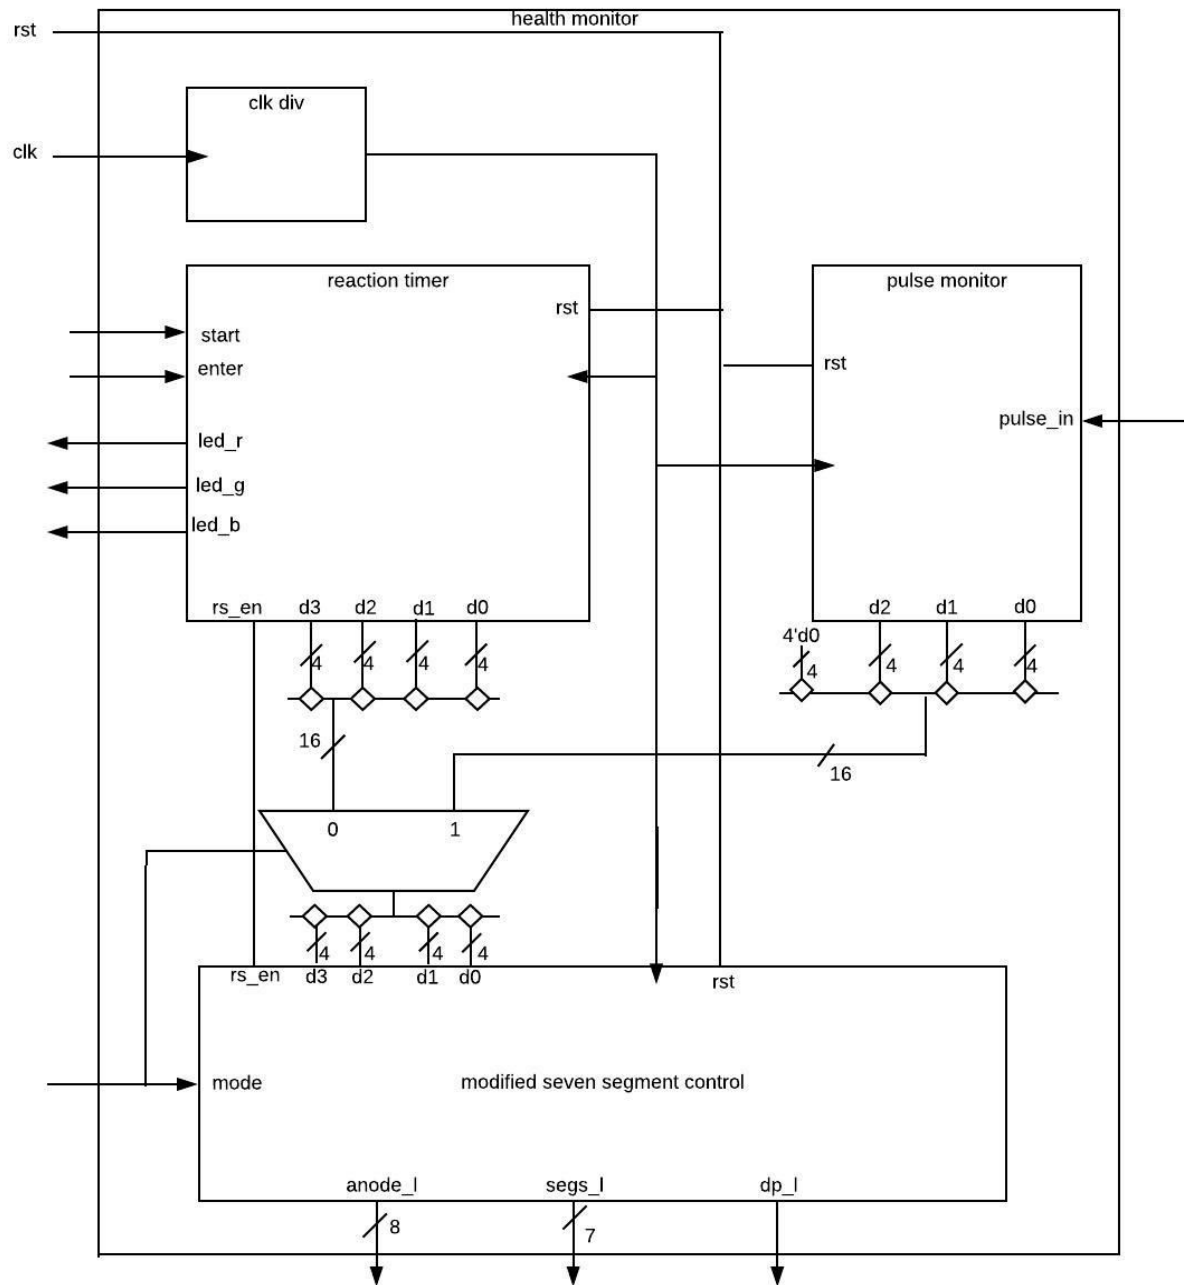 health monitor
rst
clk div
clk
reaction timer
pulse monitor
rst
start
enter
rst
pulse_in
led_r
led_g
led_b
rs_en d3 d2 d1 d0
d2 d1 d0
4'd0
4 4 4 4
4 4 4 4
16
16
0 1
4 4 4 4
rs_en d3 d2 d1 d0
rst
mode
modified seven segment control
anode_l segs_l dp_l
8
7